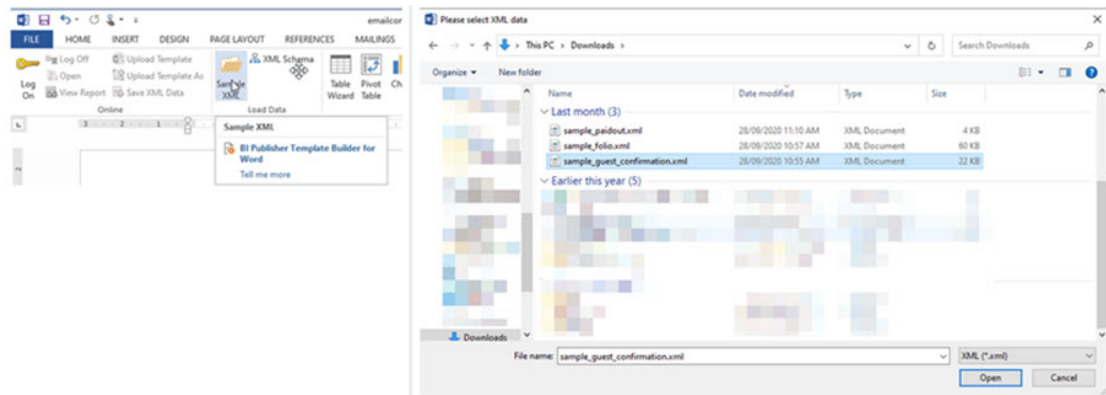 emailcor
FILE HOME INSERT DESIGN PAGE LAYOUT REFERENCES MAILINGS
Log On
Log Off
Open
View Report
Upload Template
Upload Template As
Save XML Data
Online
Sample XML
XML Schema
Load Data
Table Wizard
Pivot Table
Ch
3 2 1
Sample XML
BI Publisher Template Builder for
Word
Tell me more
2
Please select XML data
This PC > Downloads >
Search Downloads
Organize New folder
Name Date modified Type Size
Last month (3)
sample_paidout.xml 28/09/2020 11:10 AM XML Document 4 KB
sample_folio.xml 28/09/2020 10:57 AM XML Document 60 KB
sample_guest_confirmation.xml 28/09/2020 10:55 AM XML Document 22 KB
Earlier this year (5)
Downloads
File name: sample_guest_confirmation.xml XML (*.xml)
Open Cancel